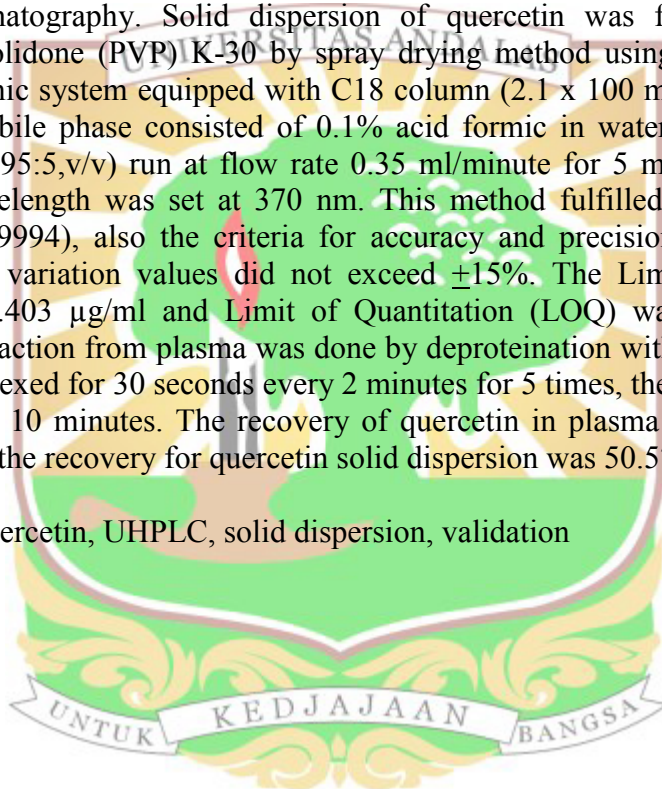 matography. Solid dispersion of quercetin was f
olidone (PVP) K-30 by spray drying method using
UNIVERSITAS ANDALAS
nic system equipped with C18 column (2.1 x 100 m
bile phase consisted of 0.1% acid formic in water
95:5,v/v) run at flow rate 0.35 ml/minute for 5 m
elength was set at 370 nm. This method fulfilled
9994), also the criteria for accuracy and precision
variation values did not exceed ±15%. The Lim
.403 µg/ml and Limit of Quantitation (LOQ) wa
action from plasma was done by deproteination with
exed for 30 seconds every 2 minutes for 5 times, the
10 minutes. The recovery of quercetin in plasma
the recovery for quercetin solid dispersion was 50.5
ercetin, UHPLC, solid dispersion, validation
UNTUK KEDJAJAAN BANGSA